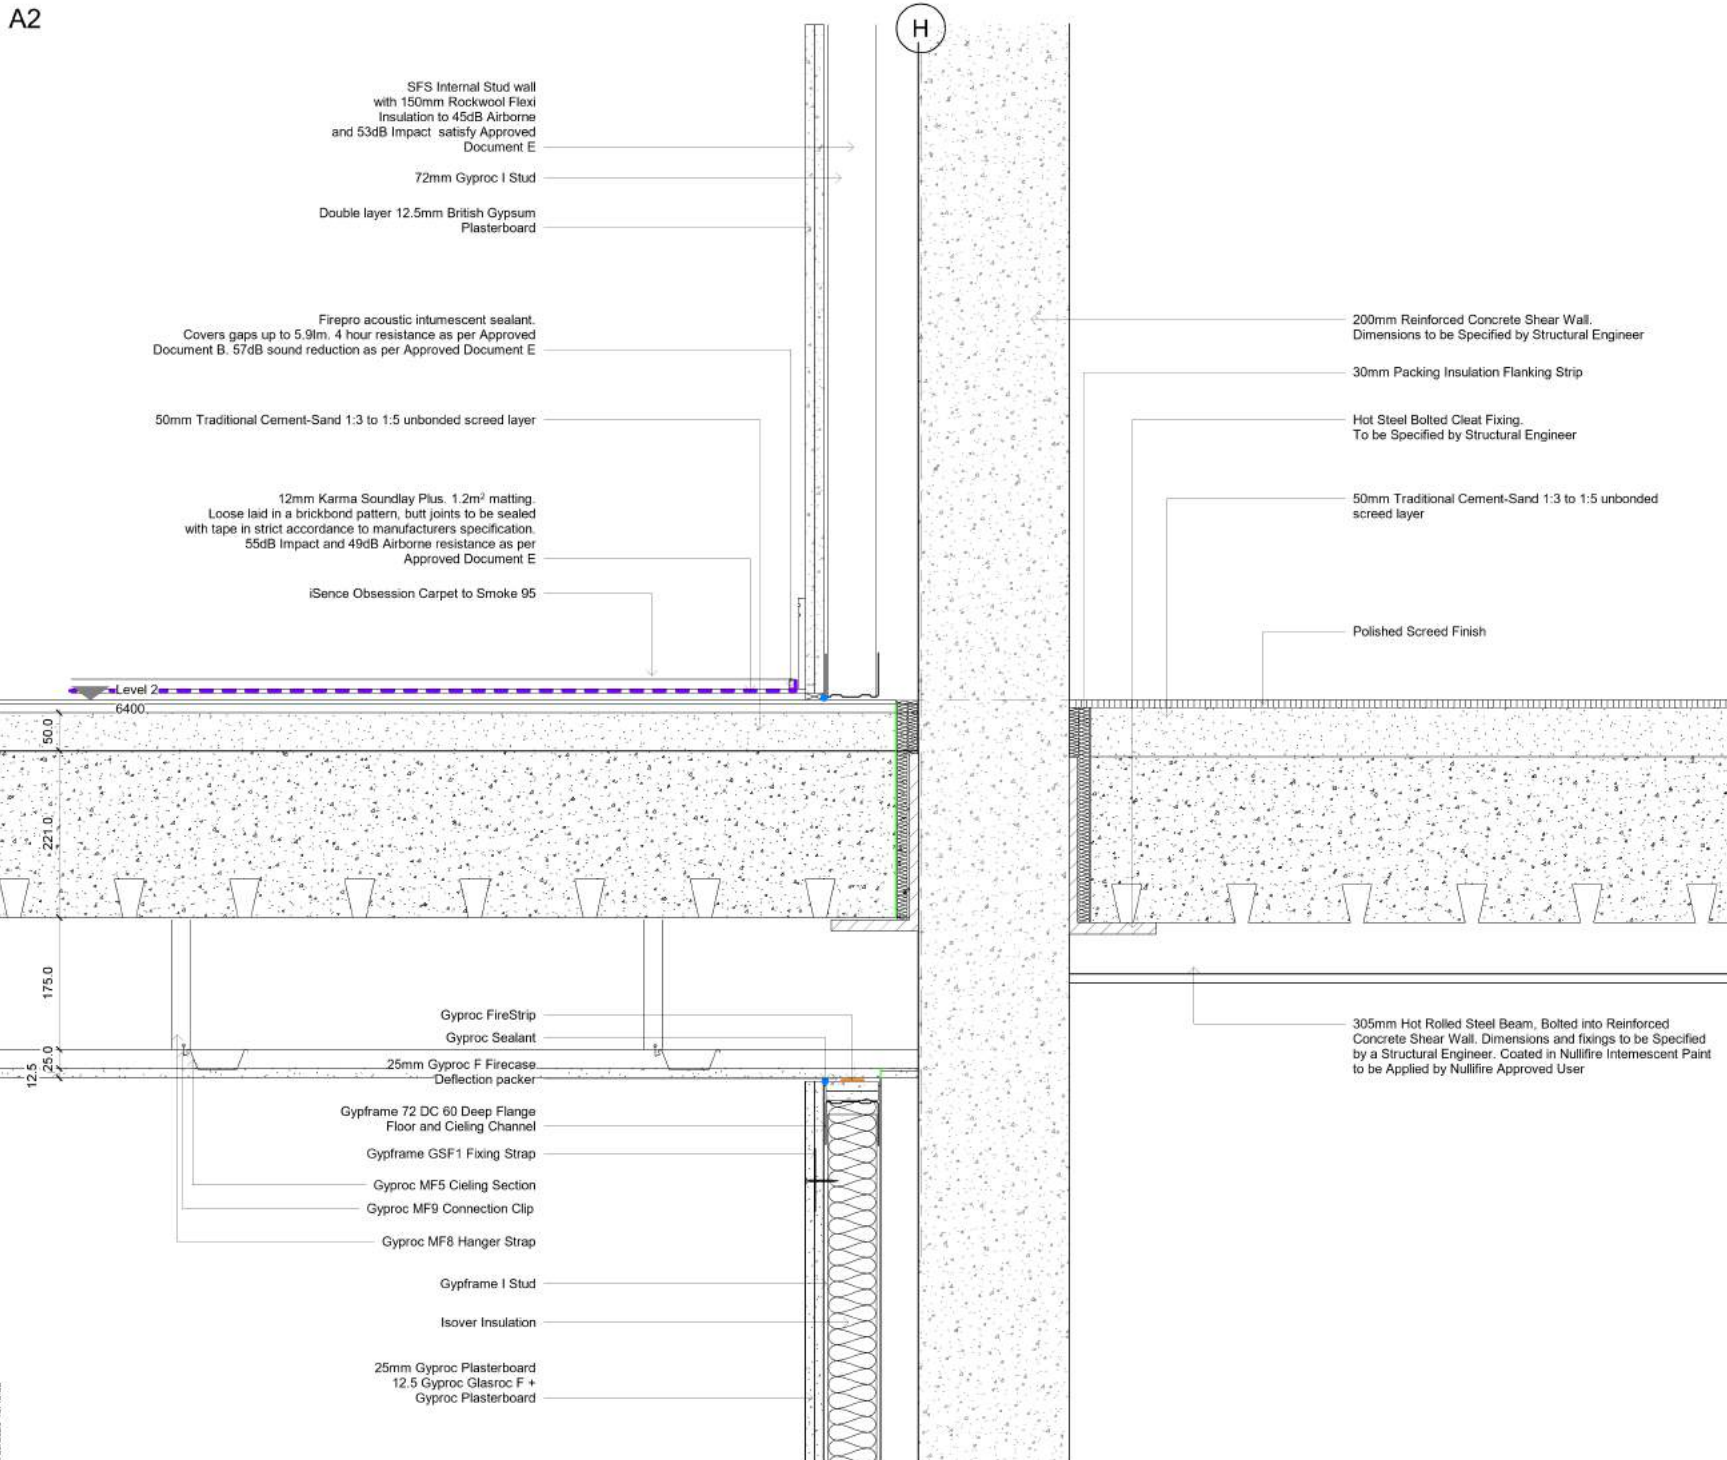 A2
H
SFS Internal Stud wall
with 150mm Rockwool Flexi
Insulation to 45dB Airborne
and 53dB Impact  satisfy Approved
Document E
72mm Gyproc I Stud
Double layer 12.5mm British Gypsum
Plasterboard
Firepro acoustic intumescent sealant.
Covers gaps up to 5.9lm. 4 hour resistance as per Approved
Document B. 57dB sound reduction as per Approved Document E
50mm Traditional Cement-Sand 1:3 to 1:5 unbonded screed layer
12mm Karma Soundlay Plus. 1.2m² matting.
Loose laid in a brickbond pattern, butt joints to be sealed
with tape in strict accordance to manufacturers specification.
55dB Impact and 49dB Airborne resistance as per
Approved Document E
iSence Obsession Carpet to Smoke 95
200mm Reinforced Concrete Shear Wall.
Dimensions to be Specified by Structural Engineer
30mm Packing Insulation Flanking Strip
Hot Steel Bolted Cleat Fixing.
To be Specified by Structural Engineer
50mm Traditional Cement-Sand 1:3 to 1:5 unbonded
screed layer
Polished Screed Finish
Level 2
6400
50.0
221.0
175.0
25.0
12.5
Gyproc FireStrip
Gyproc Sealant
25mm Gyproc F Firecase
Deflection packer
Gypframe 72 DC 60 Deep Flange
Floor and Cieling Channel
Gypframe GSF1 Fixing Strap
Gyproc MF5 Cieling Section
Gyproc MF9 Connection Clip
Gyproc MF8 Hanger Strap
Gypframe I Stud
Isover Insulation
25mm Gyproc Plasterboard
12.5 Gyproc Glasroc F +
Gyproc Plasterboard
305mm Hot Rolled Steel Beam, Bolted into Reinforced
Concrete Shear Wall. Dimensions and fixings to be Specified
by a Structural Engineer. Coated in Nullifire Intemescent Paint
to be Applied by Nullifire Approved User